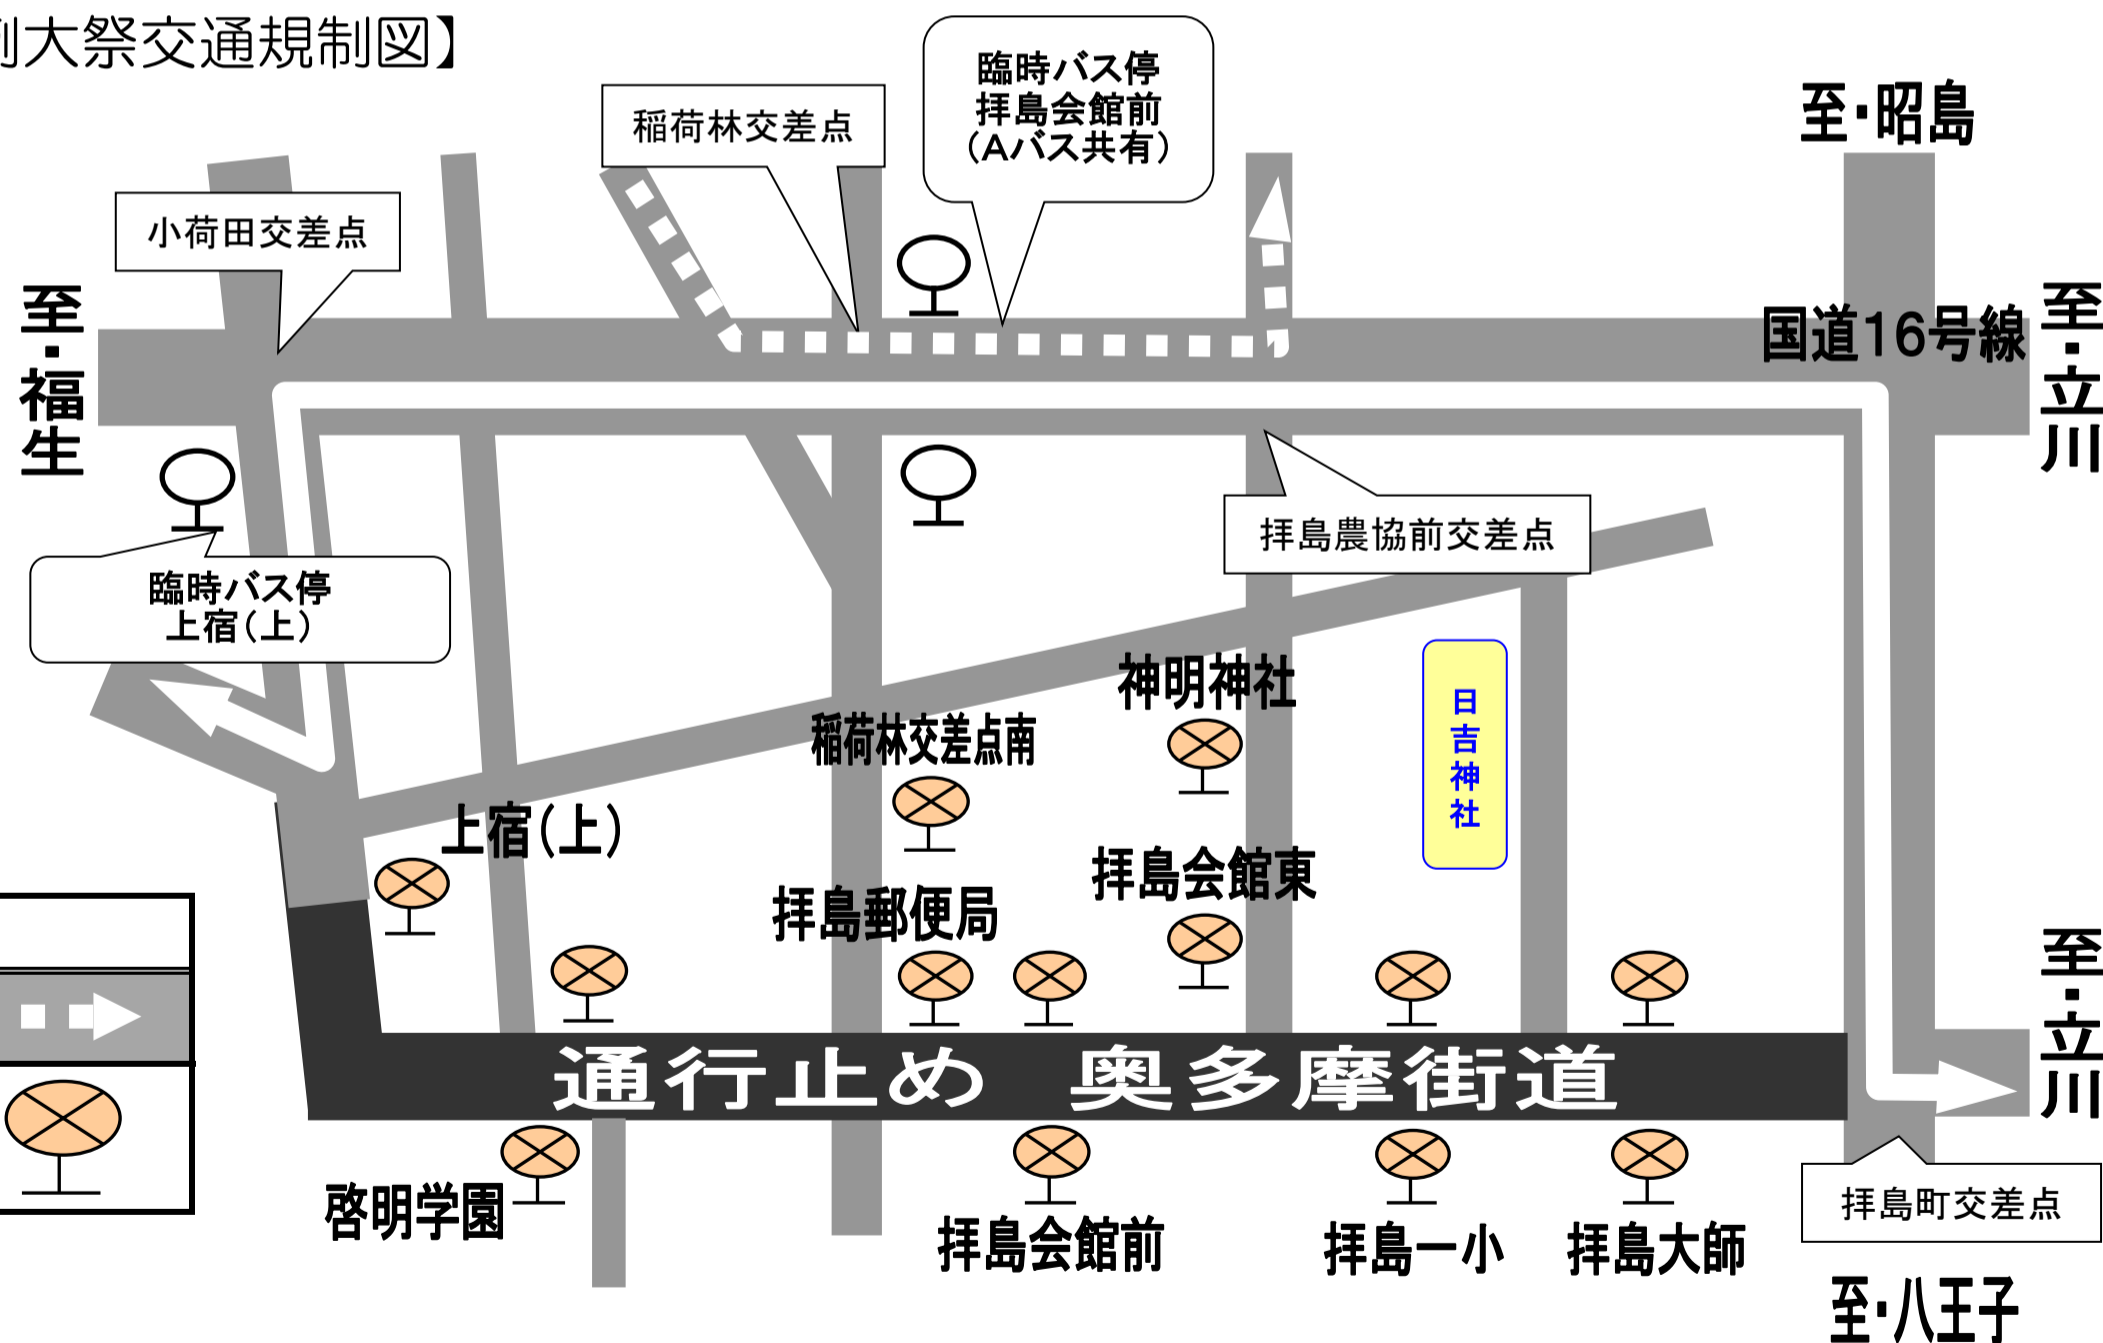 例大祭交通規制図】
臨時バス停
拝島会館前
(Aバス共有)
至・昭島
稲荷林交差点
小荷田交差点
至・福生
国道16号線
至・立川
拝島農協前交差点
臨時バス停
上宿(上)
神明神社
日吉神社
稲荷林交差点南
上宿(上)
拝島会館東
拝島郵便局
至・立川
通行止め 奥多摩街道
啓明学園
拝島会館前
拝島一小
拝島大師
拝島町交差点
至・八王子